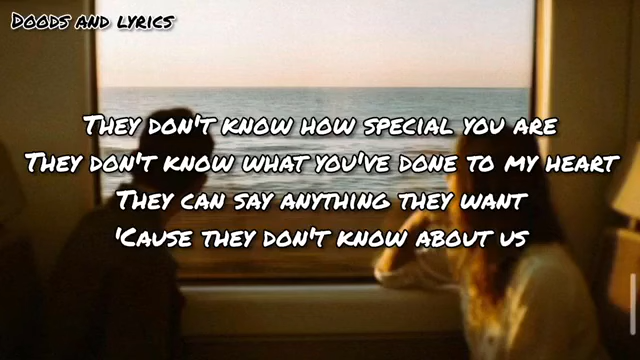 Doods and lyrics
They don't know how special you are
They don't know what you've done to my heart
They can say anything they want
'Cause they don't know about us